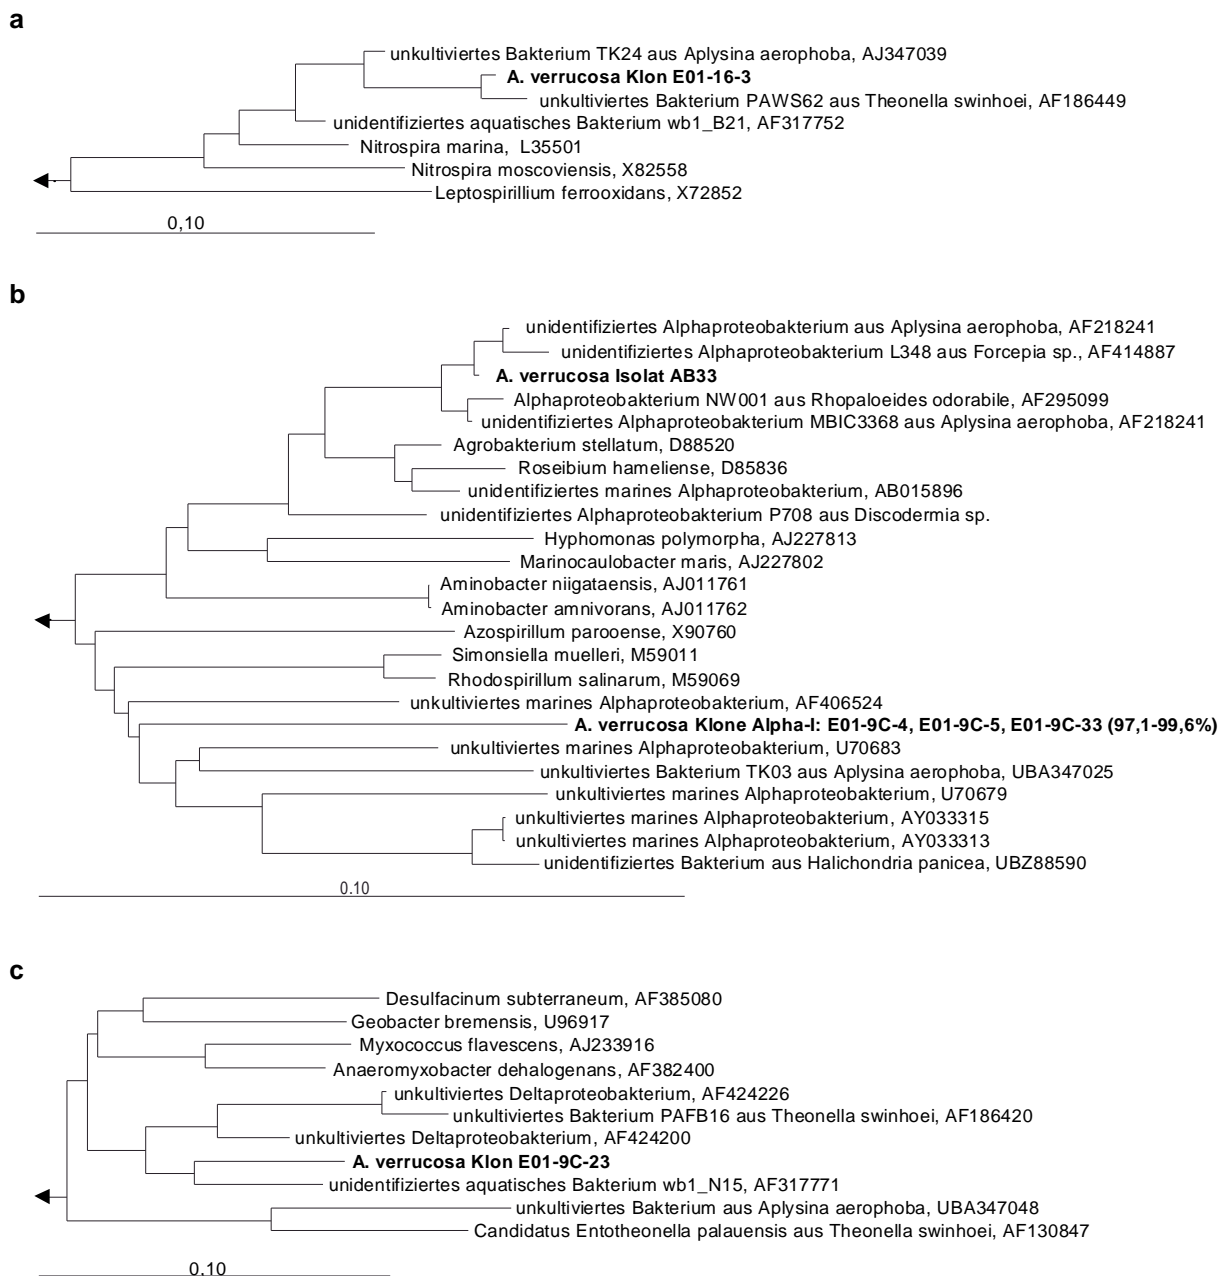 a
unkultiviertes Bakterium TK24 aus Aplysina aerophoba, AJ347039
A. verrucosa Klon E01-16-3
unkultiviertes Bakterium PAWS62 aus Theonella swinhoei, AF186449
unidentifiziertes aquatisches Bakterium wb1_B21, AF317752
Nitrospira marina, L35501
Nitrospira moscoviensis, X82558
Leptospirillium ferrooxidans, X72852
0,10
b
unidentifiziertes Alphaproteobakterium aus Aplysina aerophoba, AF218241
unidentifiziertes Alphaproteobakterium L348 aus Forcepia sp., AF414887
A. verrucosa Isolat AB33
Alphaproteobakterium NW001 aus Rhopaloeides odorabile, AF295099
unidentifiziertes Alphaproteobakterium MBIC3368 aus Aplysina aerophoba, AF218241
Agrobakterium stellatum, D88520
Roseibium hameliense, D85836
unidentifiziertes marines Alphaproteobakterium, AB015896
unidentifiziertes Alphaproteobakterium P708 aus Discodermia sp.
Hyphomonas polymorpha, AJ227813
Marinocaulobacter maris, AJ227802
Aminobacter niigataensis, AJ011761
Aminobacter amnivorans, AJ011762
Azospirillum parooense, X90760
Simonsiella muelleri, M59011
Rhodospirillum salinarum, M59069
unkultiviertes marines Alphaproteobakterium, AF406524
A. verrucosa Klone Alpha-I: E01-9C-4, E01-9C-5, E01-9C-33 (97,1-99,6%)
unkultiviertes marines Alphaproteobakterium, U70683
unkultiviertes Bakterium TK03 aus Aplysina aerophoba, UBA347025
unkultiviertes marines Alphaproteobakterium, U70679
unkultiviertes marines Alphaproteobakterium, AY033315
unkultiviertes marines Alphaproteobakterium, AY033313
unidentifiziertes Bakterium aus Halichondria panicea, UBZ88590
0.10
c
Desulfacinum subterraneum, AF385080
Geobacter bremensis, U96917
Myxococcus flavescens, AJ233916
Anaeromyxobacter dehalogenans, AF382400
unkultiviertes Deltaproteobakterium, AF424226
unkultiviertes Bakterium PAFB16 aus Theonella swinhoei, AF186420
unkultiviertes Deltaproteobakterium, AF424200
A. verrucosa Klon E01-9C-23
unidentifiziertes aquatisches Bakterium wb1_N15, AF317771
unkultiviertes Bakterium aus Aplysina aerophoba, UBA347048
Candidatus Entotheonella palauensis aus Theonella swinhoei, AF130847
0,10